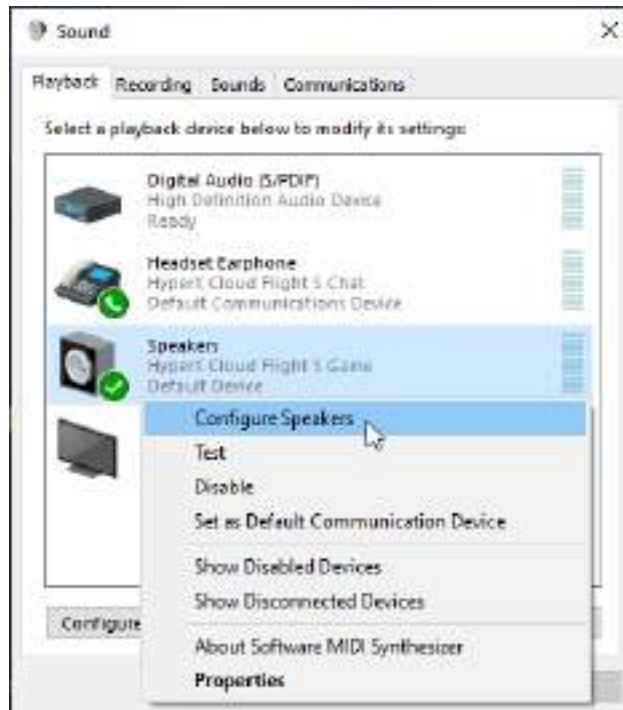 Sound
Playback Recording Sounds Communications
Select a playback device below to modify its settings:
Digital Audio (S/PDIF)
High Definition Audio Device
Ready
Headset Earphone
HyperX Cloud Flight S Chat
Default Communications Device
Speakers
HyperX Cloud Flight S Game
Default Device
Configure Speakers
Test
Disable
Set as Default Communication Device
Show Disabled Devices
Show Disconnected Devices
Configure
About Software MIDI Synthesizer
Properties